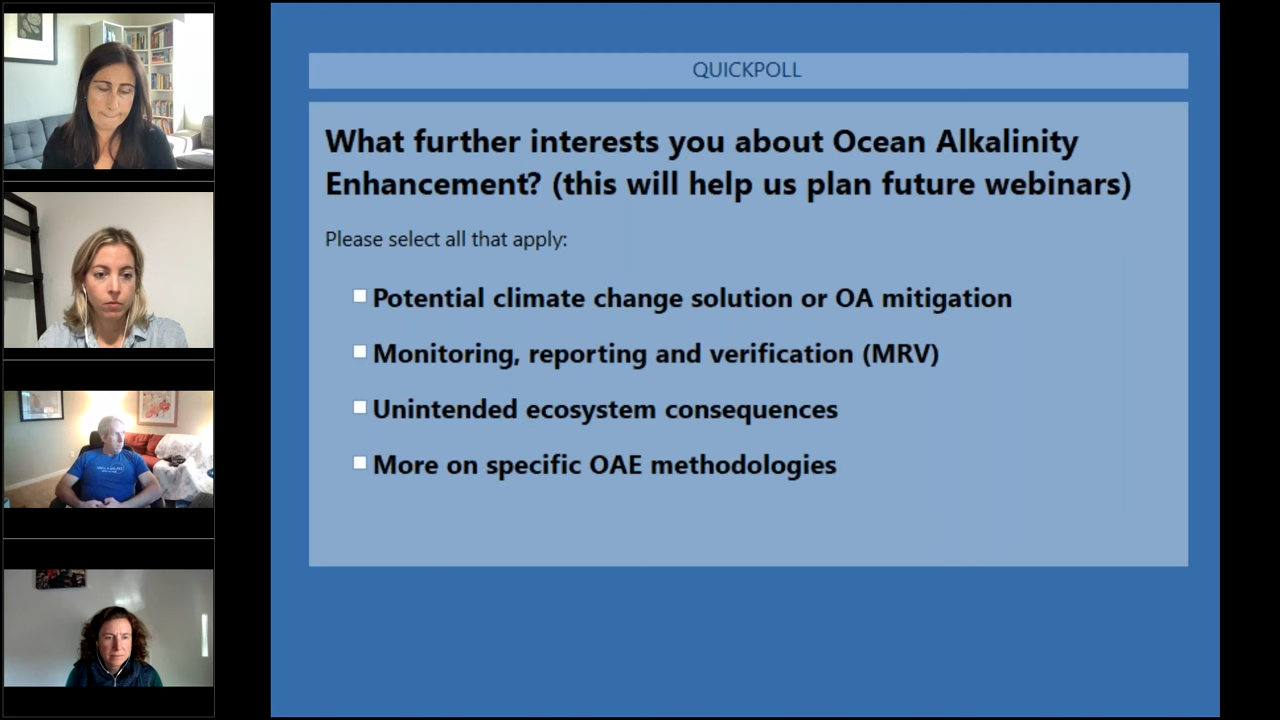 QUICKPOLL
What further interests you about Ocean Alkalinity
Enhancement? (this will help us plan future webinars)
Please select all that apply:
Potential climate change solution or OA mitigation
Monitoring, reporting and verification (MRV)
Unintended ecosystem consequences
More on specific OAE methodologies